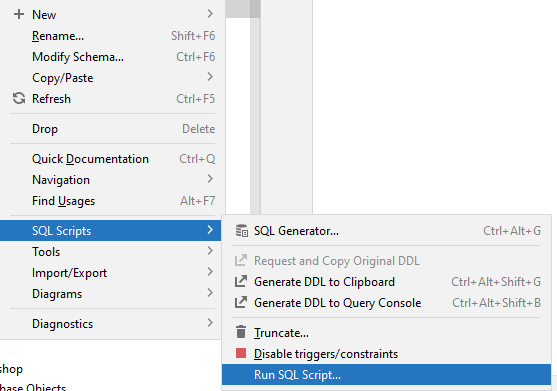 New
Rename... Shift+F6
Modify Schema... Ctrl+F6
Copy/Paste
Refresh Ctrl+F5
Drop Delete
Quick Documentation Ctrl+Q
Navigation
Find Usages Alt+F7
SQL Scripts
Tools
Import/Export
Diagrams
Diagnostics
SQL Generator... Ctrl+Alt+G
Request and Copy Original DDL
Generate DDL to Clipboard Ctrl+Alt+Shift+G
Generate DDL to Query Console Ctrl+Alt+Shift+B
Truncate...
Disable triggers/constraints
Run SQL Script...
shop
base Objects